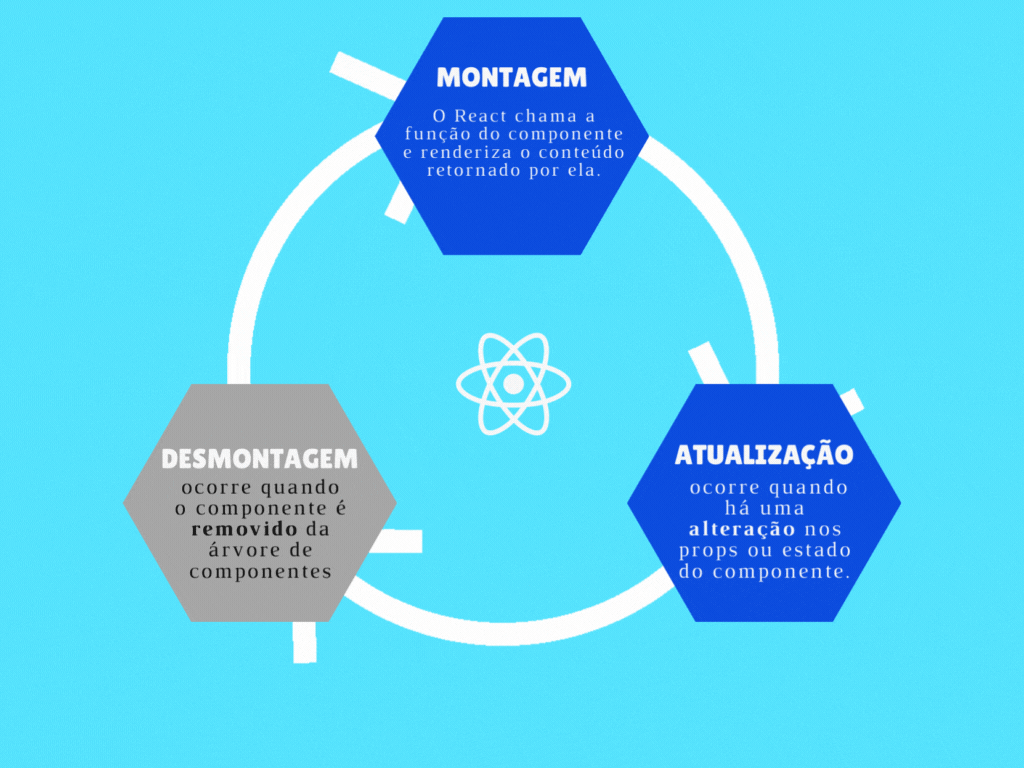 MONTAGEM
O React chama a
função do componente
e renderiza o conteúdo
retornado por ela.
DESMONTAGEM
ocorre quando
o componente é
removido da
árvore de
componentes
ATUALIZAÇÃO
ocorre quando
há uma
alteração nos
props ou estado
do componente.